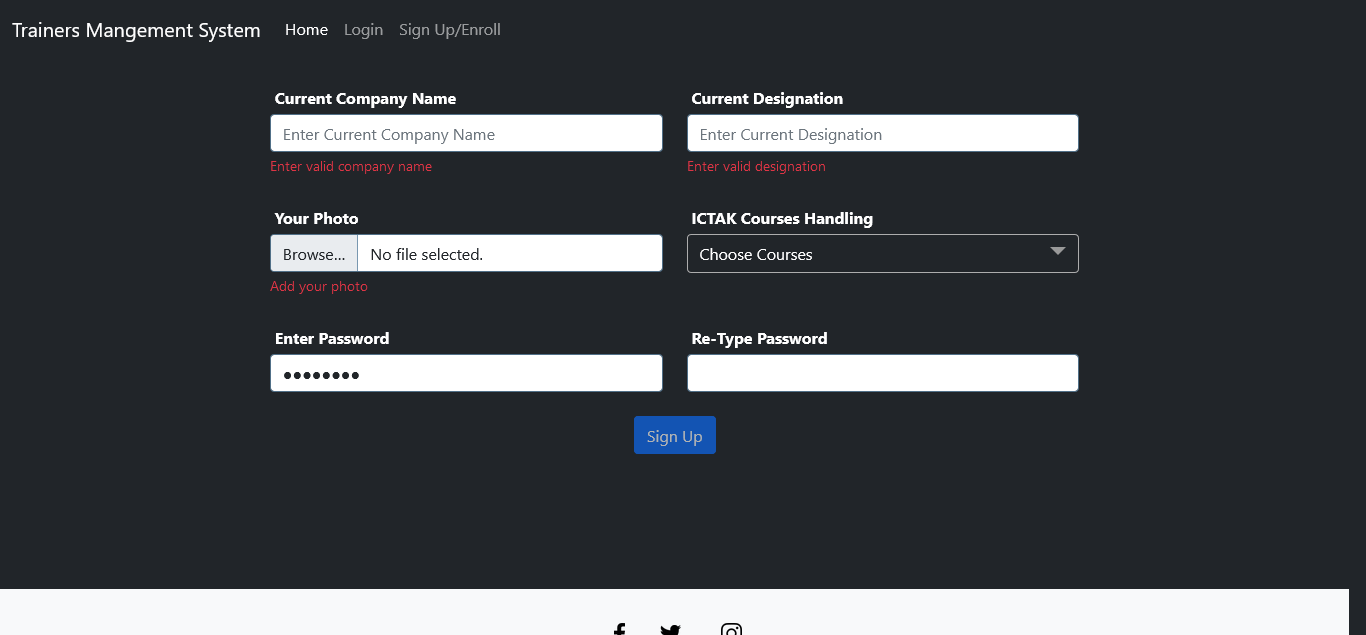 Trainers Mangement System Home Login Sign Up/Enroll
Current Company Name Current Designation
Enter Current Company Name Enter Current Designation
Enter valid company name Enter valid designation
Your Photo ICTAK Courses Handling
Browse... No file selected. Choose Courses
Add your photo
Enter Password Re-Type Password
●●●●●●●●
Sign Up